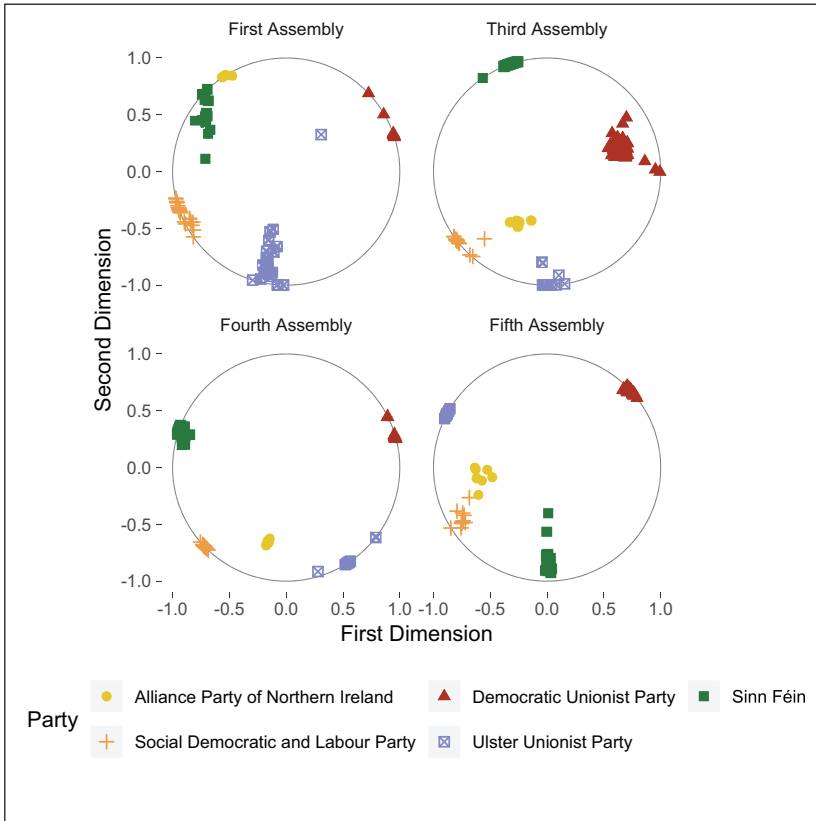 First Assembly
Third Assembly
1.0
0.5
0.0
-0.5
-1.0
Fourth Assembly
Fifth Assembly
1.0
0.5
0.0
-0.5
-1.0
-1.0 -0.5 0.0 0.5 1.0 -1.0 -0.5 0.0 0.5 1.0
Second Dimension
First Dimension
Party
Alliance Party of Northern Ireland
Democratic Unionist Party
Sinn Féin
Social Democratic and Labour Party
Ulster Unionist Party